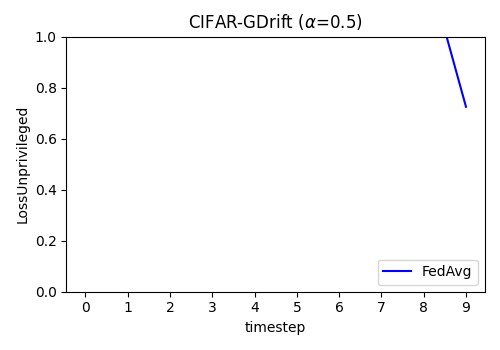 CIFAR-GDrift (α=0.5)
LossUnprivileged
1.0
0.8
0.6
0.4
0.2
0.0
0 1 2 3 4 5 6 7 8 9
timestep
FedAvg